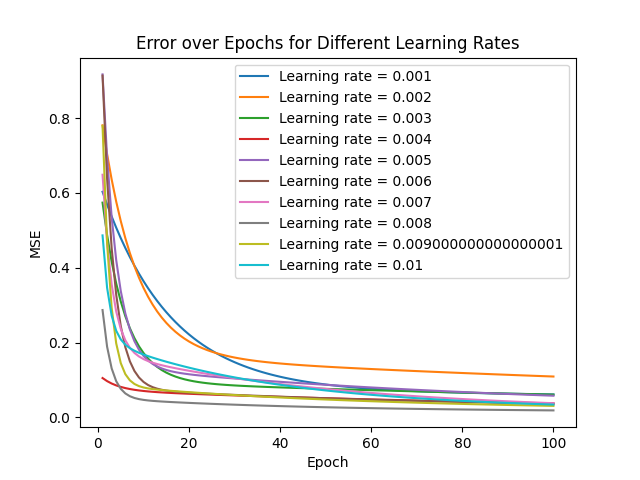 Error over Epochs for Different Learning Rates
Learning rate = 0.001
Learning rate = 0.002
Learning rate = 0.003
Learning rate = 0.004
Learning rate = 0.005
Learning rate = 0.006
Learning rate = 0.007
Learning rate = 0.008
Learning rate = 0.009000000000000001
Learning rate = 0.01
MSE
0.8
0.6
0.4
0.2
0.0
0 20 40 60 80 100
Epoch